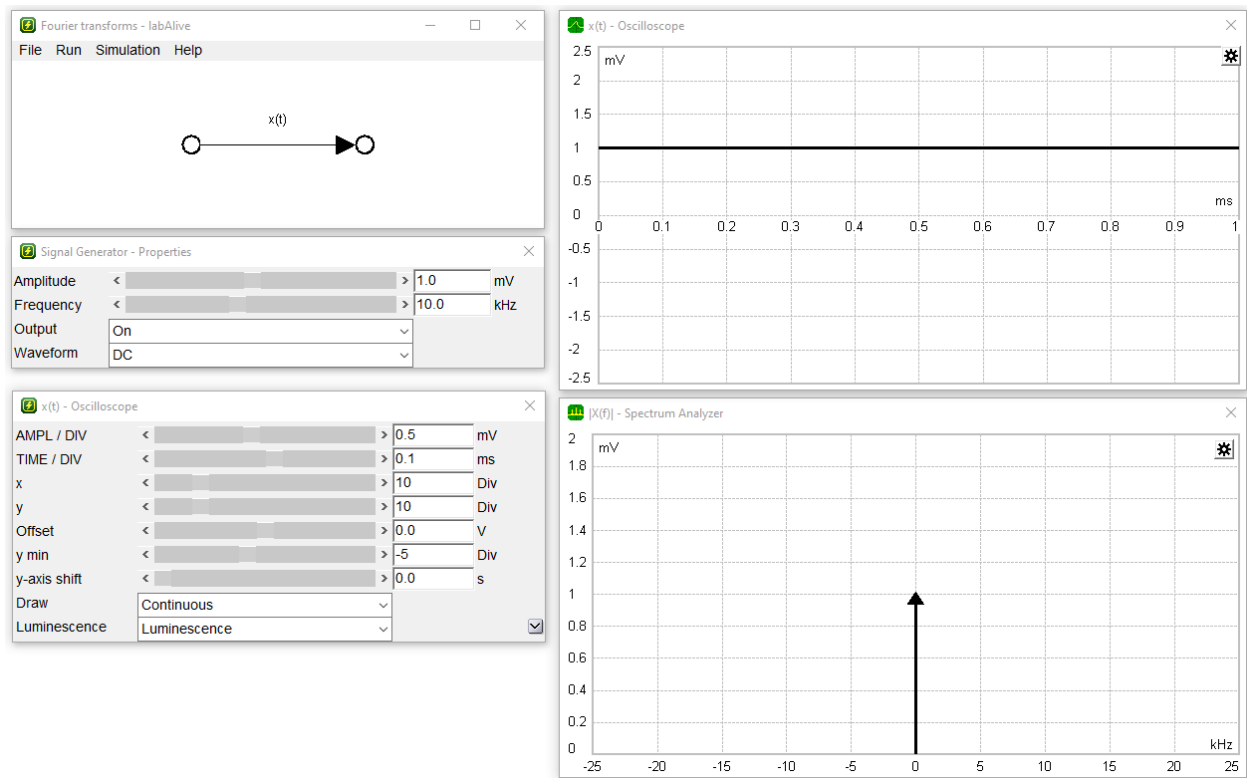 Fourier transforms - labAlive
File Run Simulation Help
x(t)
Signal Generator - Properties
Amplitude < > 1.0 mV
Frequency < > 10.0 kHz
Output On
Waveform DC
x(t) - Oscilloscope
AMPL / DIV < > 0.5 mV
TIME / DIV < > 0.1 ms
x < > 10 Div
y < > 10 Div
Offset < > 0.0 V
y min < > -5 Div
y-axis shift < > 0.0 s
Draw Continuous
Luminescence Luminescence
x(t) - Oscilloscope
2.5
mV
2
1.5
1
0.5
ms
0
0 0.1 0.2 0.3 0.4 0.5 0.6 0.7 0.8 0.9 1
-0.5
-1
-1.5
-2
-2.5
|X(f)| - Spectrum Analyzer
2
mV
1.8
1.6
1.4
1.2
1
0.8
0.6
0.4
0.2
0 kHz
-25 -20 -15 -10 -5 0 5 10 15 20 25